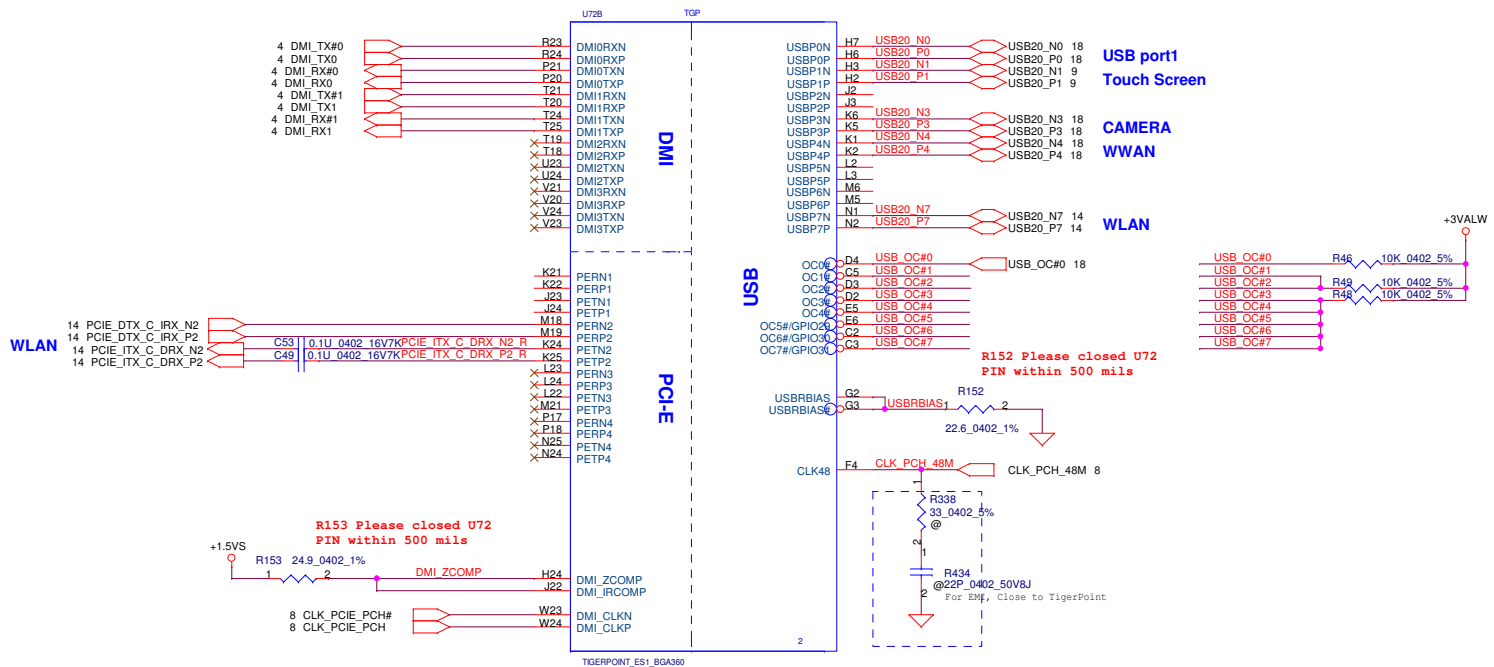 U72B
TGP
4 DMI_TX#0
4 DMI_TX0
4 DMI_RX#0
4 DMI_RX0
4 DMI_TX#1
4 DMI_TX1
4 DMI_RX#1
4 DMI_RX1
R23 DMI0RXN
R24 DMI0RXP
P21 DMI0TXN
P20 DMI0TXP
T21 DMI1RXN
T20 DMI1RXP
T24 DMI1TXN
T25 DMI1TXP
T19 DMI2RXN
T18 DMI2RXP
U23 DMI2TXN
U24 DMI2TXP
V21 DMI3RXN
V20 DMI3RXP
V24 DMI3TXN
V23 DMI3TXP
DMI
USBP0N H7 USB20_N0 USB20_N0 18
USBP0P H6 USB20_P0 USB20_P0 18
USBP1N H3 USB20_N1 USB20_N1 9
USBP1P H2 USB20_P1 USB20_P1 9
USBP2N J2
USBP2P J3
USBP3N K6 USB20_N3 USB20_N3 18
USBP3P K5 USB20_P3 USB20_P3 18
USBP4N K1 USB20_N4 USB20_N4 18
USBP4P K2 USB20_P4 USB20_P4 18
USBP5N L2
USBP5P L3
USBP6N M6
USBP6P M5
USBP7N N1 USB20_N7 USB20_N7 14
USBP7P N2 USB20_P7 USB20_P7 14
USB port1
Touch Screen
CAMERA
WWAN
WLAN
USB
OC0# D4 USB_OC#0 USB_OC#0 18
OC1# C5 USB_OC#1
OC2# D3 USB_OC#2
OC3# D2 USB_OC#3
OC4# E5 USB_OC#4
OC5#/GPIO29 E6 USB_OC#5
OC6#/GPIO30 C2 USB_OC#6
OC7#/GPIO31 C3 USB_OC#7
+3VALW
USB_OC#0 R46 10K_0402_5%
USB_OC#1
USB_OC#2 R49 10K_0402_5%
USB_OC#3 R48 10K_0402_5%
USB_OC#4
USB_OC#5
USB_OC#6
USB_OC#7
K21 PERN1
K22 PERP1
J23 PETN1
J24 PETP1
M18 PERN2
M19 PERP2
K24 PETN2
K25 PETP2
L23 PERN3
L24 PERP3
L22 PETN3
M21 PETP3
P17 PERN4
P18 PERP4
N25 PETN4
N24 PETP4
PCI-E
WLAN
14 PCIE_DTX_C_IRX_N2
14 PCIE_DTX_C_IRX_P2
14 PCIE_ITX_C_DRX_N2 C53 0.1U_0402_16V7K PCIE_ITX_C_DRX_N2_R
14 PCIE_ITX_C_DRX_P2 C49 0.1U_0402_16V7K PCIE_ITX_C_DRX_P2_R
R152 Please closed U72
PIN within 500 mils
USBRBIAS G2
USBRBIAS# G3 USBRBIAS 1 R152 2
22.6_0402_1%
CLK48 F4 CLK_PCH_48M CLK_PCH_48M 8
1
R338
33_0402_5%
@
2
1
R434
@22P_0402_50V8J
2
For EMI, Close to TigerPoint
R153 Please closed U72
PIN within 500 mils
+1.5VS
R153 24.9_0402_1%
1 2
DMI_ZCOMP
H24 DMI_ZCOMP
J22 DMI_IRCOMP
8 CLK_PCIE_PCH# W23 DMI_CLKN
8 CLK_PCIE_PCH W24 DMI_CLKP
2
TIGERPOINT_ES1_BGA360